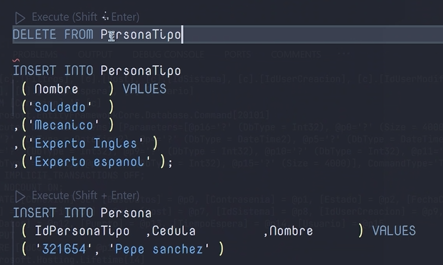 Execute (Shift + Enter)
DELETE FROM PersonaTipo
INSERT INTO PersonaTipo
( Nombre ) VALUES
('Soldado' )
,('Mecanico' )
,('Experto Ingles' )
,('Experto espanol' );
Execute (Shift + Enter)
INSERT INTO Persona
( IdPersonaTipo ,Cedula ,Nombre ) VALUES
( '321654', 'Pepe sanchez' )